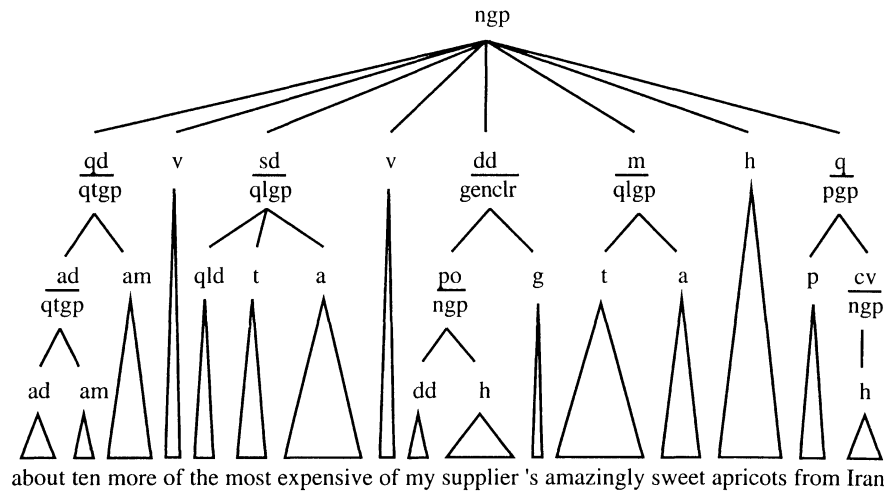 ngp
qd v sd v dd m h q
qtgp qlgp genclr qlgp pgp
ad am qld t a po g t a p cv
qtgp ngp ngp
ad am dd h h
about ten more of the most expensive of my supplier 's amazingly sweet apricots from Iran